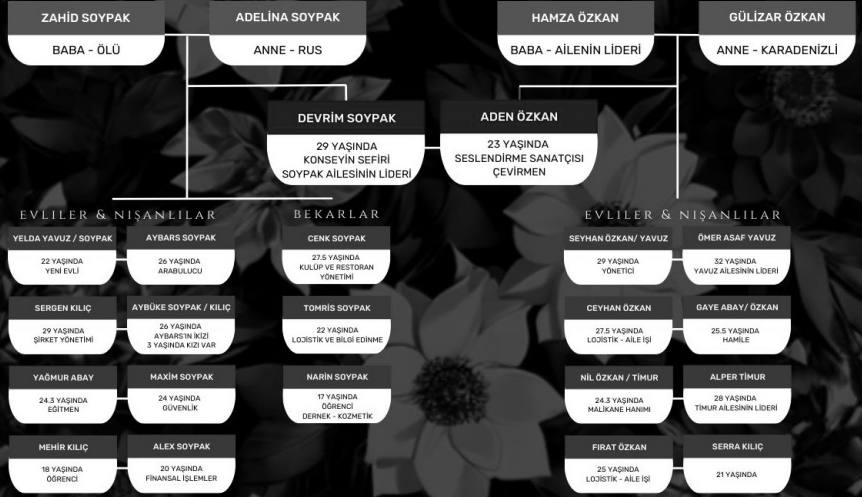 ZAHİD SOYPAK
BABA - ÖLÜ
ADELİNA SOYPAK
ANNE - RUS
HAMZA ÖZKAN
BABA - AİLENİN LİDERİ
GÜLİZAR ÖZKAN
ANNE - KARADENİZLİ
DEVRİM SOYPAK
29 YAŞINDA
KONSEYİN SEFİRİ
SOYPAK AİLESİNİN LİDERİ
ADEN ÖZKAN
23 YAŞINDA
SESLENDİRME SANATÇISI
ÇEVİRMEN
EVLİLER & NIŞANLILAR
YELDA YAVUZ / SOYPAK
22 YAŞINDA
YENİ EVLİ
AYBARS SOYPAK
26 YAŞINDA
ARABULUCU
SERGEN KILIÇ
29 YAŞINDA
ŞİRKET YÖNETİMİ
AYBÜKE SOYPAK / KILIÇ
26 YAŞINDA
AYBARS'IN İKİZİ
3 YAŞINDA KIZI VAR
YAĞMUR ABAY
24.3 YAŞINDA
EĞİTMEN
MAXİM SOYPAK
24 YAŞINDA
GÜVENLİK
MEHİR KILIÇ
18 YAŞINDA
ÖĞRENCİ
ALEX SOYPAK
20 YAŞINDA
FİNANSAL İŞLEMLER
BEKARLAR
CENK SOYPAK
27.5 YAŞINDA
KULÜP VE RESTORAN
YÖNETİMİ
TOMRİS SOYPAK
22 YAŞINDA
LOJİSTİK VE BİLGİ EDİNME
NARİN SOYPAK
17 YAŞINDA
ÖĞRENCİ
DERNEK - KOZMETİK
EVLİLER & NIŞANLILAR
SEYHAN ÖZKAN/ YAVUZ
29 YAŞINDA
YÖNETİCİ
ÖMER ASAF YAVUZ
32 YAŞINDA
YAVUZ AİLESİNİN LİDERİ
CEYHAN ÖZKAN
27.5 YAŞINDA
LOJİSTİK - AİLE İŞİ
GAYE ABAY/ ÖZKAN
25.5 YAŞINDA
HAMİLE
NİL ÖZKAN / TİMUR
24.3 YAŞINDA
MALİKANE HANIMI
ALPER TİMUR
28 YAŞINDA
TİMUR AİLESİNİN LİDERİ
FIRAT ÖZKAN
25 YAŞINDA
LOJİSTİK - AİLE İŞİ
SERRA KILIÇ
21 YAŞINDA